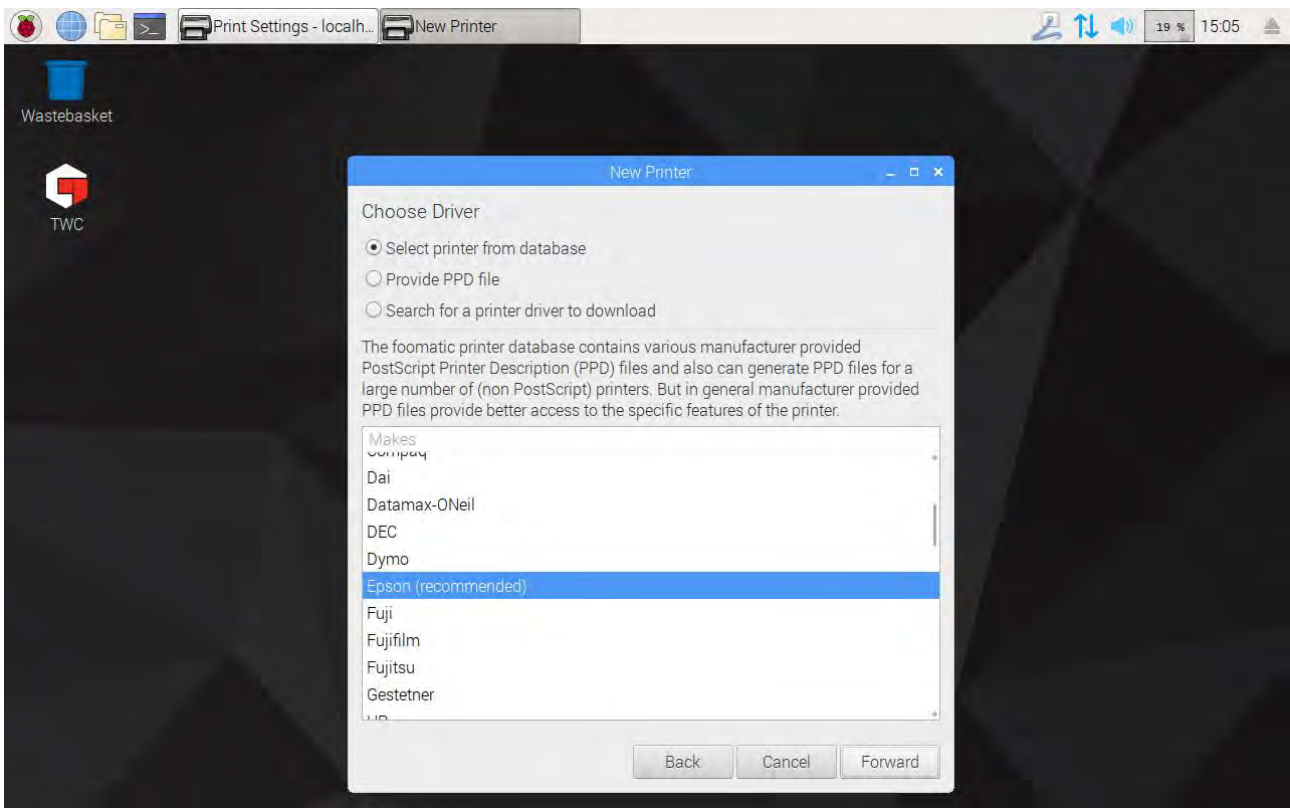 Print Settings - localh...
New Printer
19 %
15:05
Wastebasket
TWC
New Printer
Choose Driver
Select printer from database
Provide PPD file
Search for a printer driver to download
The foomatic printer database contains various manufacturer provided
PostScript Printer Description (PPD) files and also can generate PPD files for a
large number of (non PostScript) printers. But in general manufacturer provided
PPD files provide better access to the specific features of the printer.
Makes
Compaq
Dai
Datamax-ONeil
DEC
Dymo
Epson (recommended)
Fuji
Fujifilm
Fujitsu
Gestetner
HP
Back
Cancel
Forward